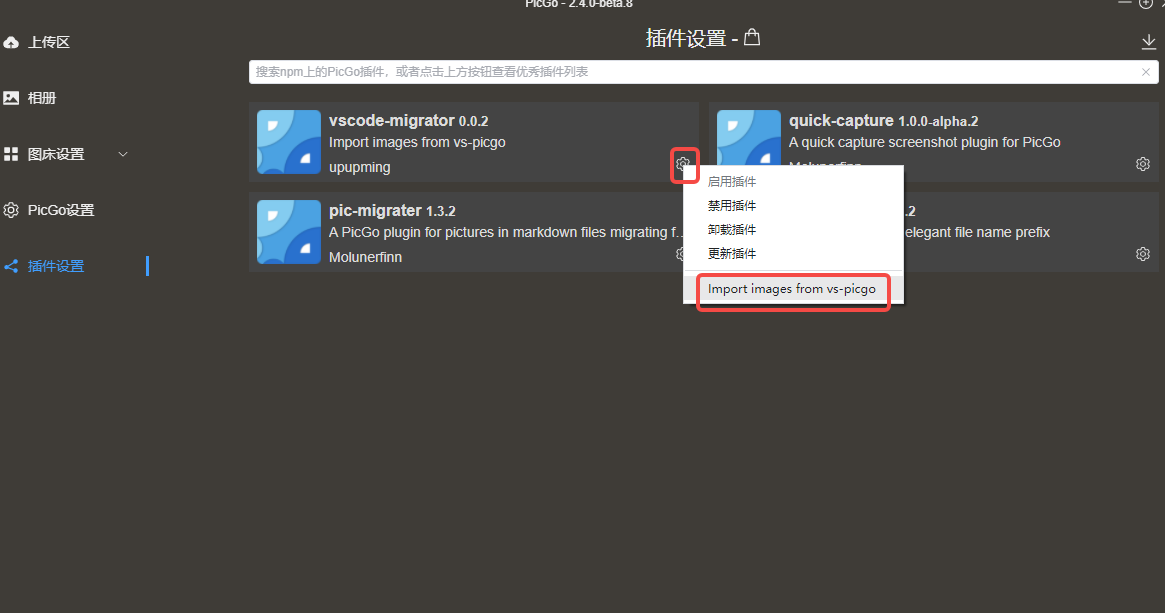 PicGo - 2.4.0-beta.8
上传区
相册
图床设置
PicGo设置
插件设置
插件设置 -
搜索npm上的PicGo插件，或者点击上方按钮查看优秀插件列表
vscode-migrator 0.0.2
Import images from vs-picgo
upupming
quick-capture 1.0.0-alpha.2
A quick capture screenshot plugin for PicGo
Molunerfinn
pic-migrater 1.3.2
A PicGo plugin for pictures in markdown files migrating f...
Molunerfinn
.2
elegant file name prefix
启用插件
禁用插件
卸载插件
更新插件
Import images from vs-picgo